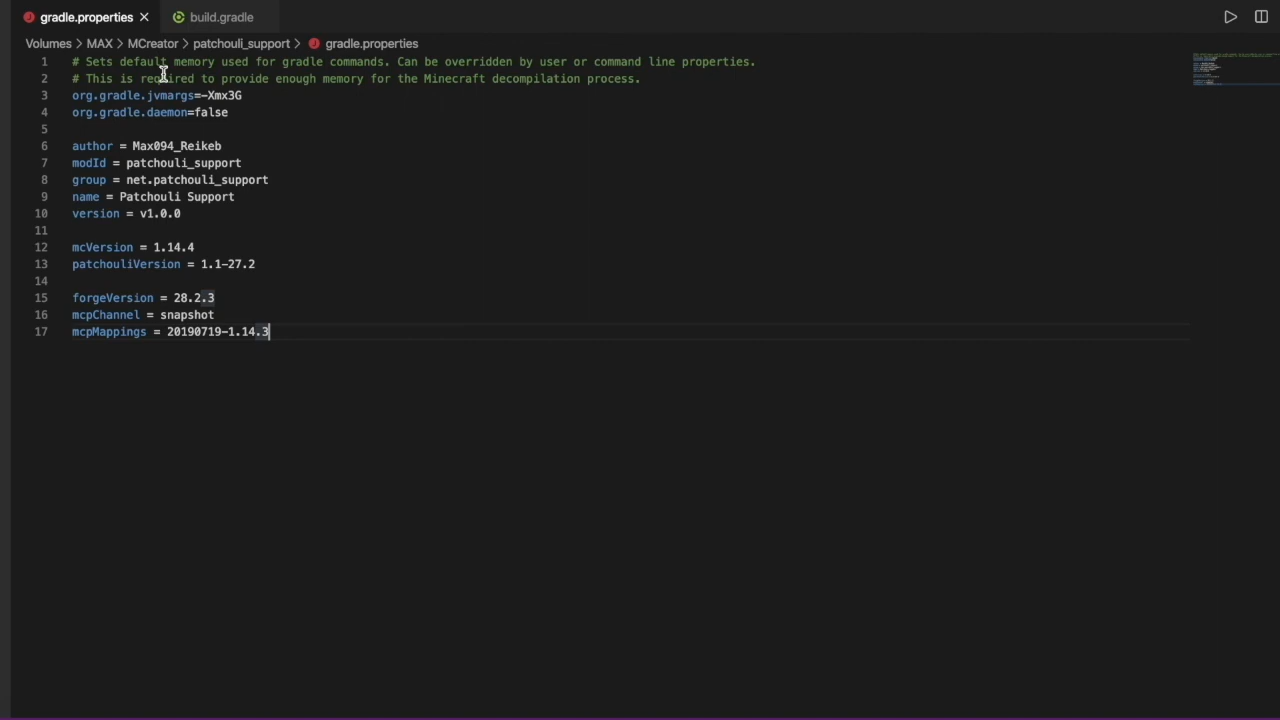 gradle.properties
build.gradle
Volumes > MAX > MCreator > patchouli_support > gradle.properties
1 # Sets default memory used for gradle commands. Can be overridden by user or command line properties.
2 # This is required to provide enough memory for the Minecraft decompilation process.
3 org.gradle.jvmargs=-Xmx3G
4 org.gradle.daemon=false
5
6 author = Max094_Reikeb
7 modId = patchouli_support
8 group = net.patchouli_support
9 name = Patchouli Support
10 version = v1.0.0
11
12 mcVersion = 1.14.4
13 patchouliVersion = 1.1-27.2
14
15 forgeVersion = 28.2.3
16 mcpChannel = snapshot
17 mcpMappings = 20190719-1.14.3